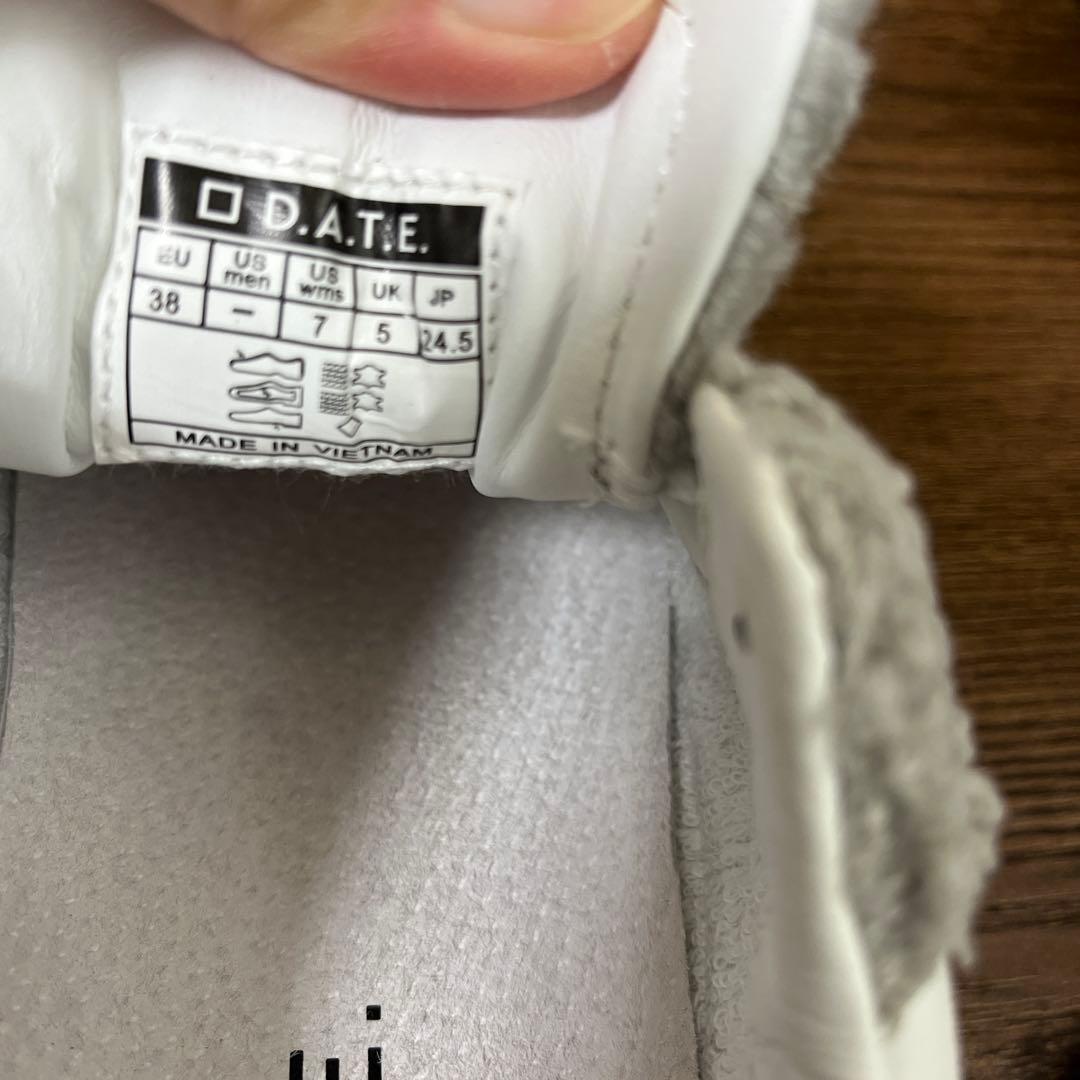 D.A.T.E.
EU US men US wms UK JP
38 – 7 5 24.5
MADE IN VIETNAM